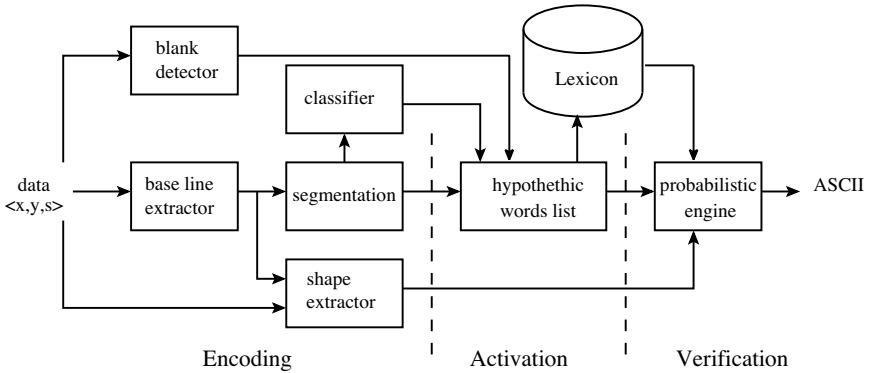 blank
detector
classifier
Lexicon
data
<x,y,s>
base line
extractor
segmentation
hypothethic
words list
probabilistic
engine
ASCII
shape
extractor
Encoding
Activation
Verification